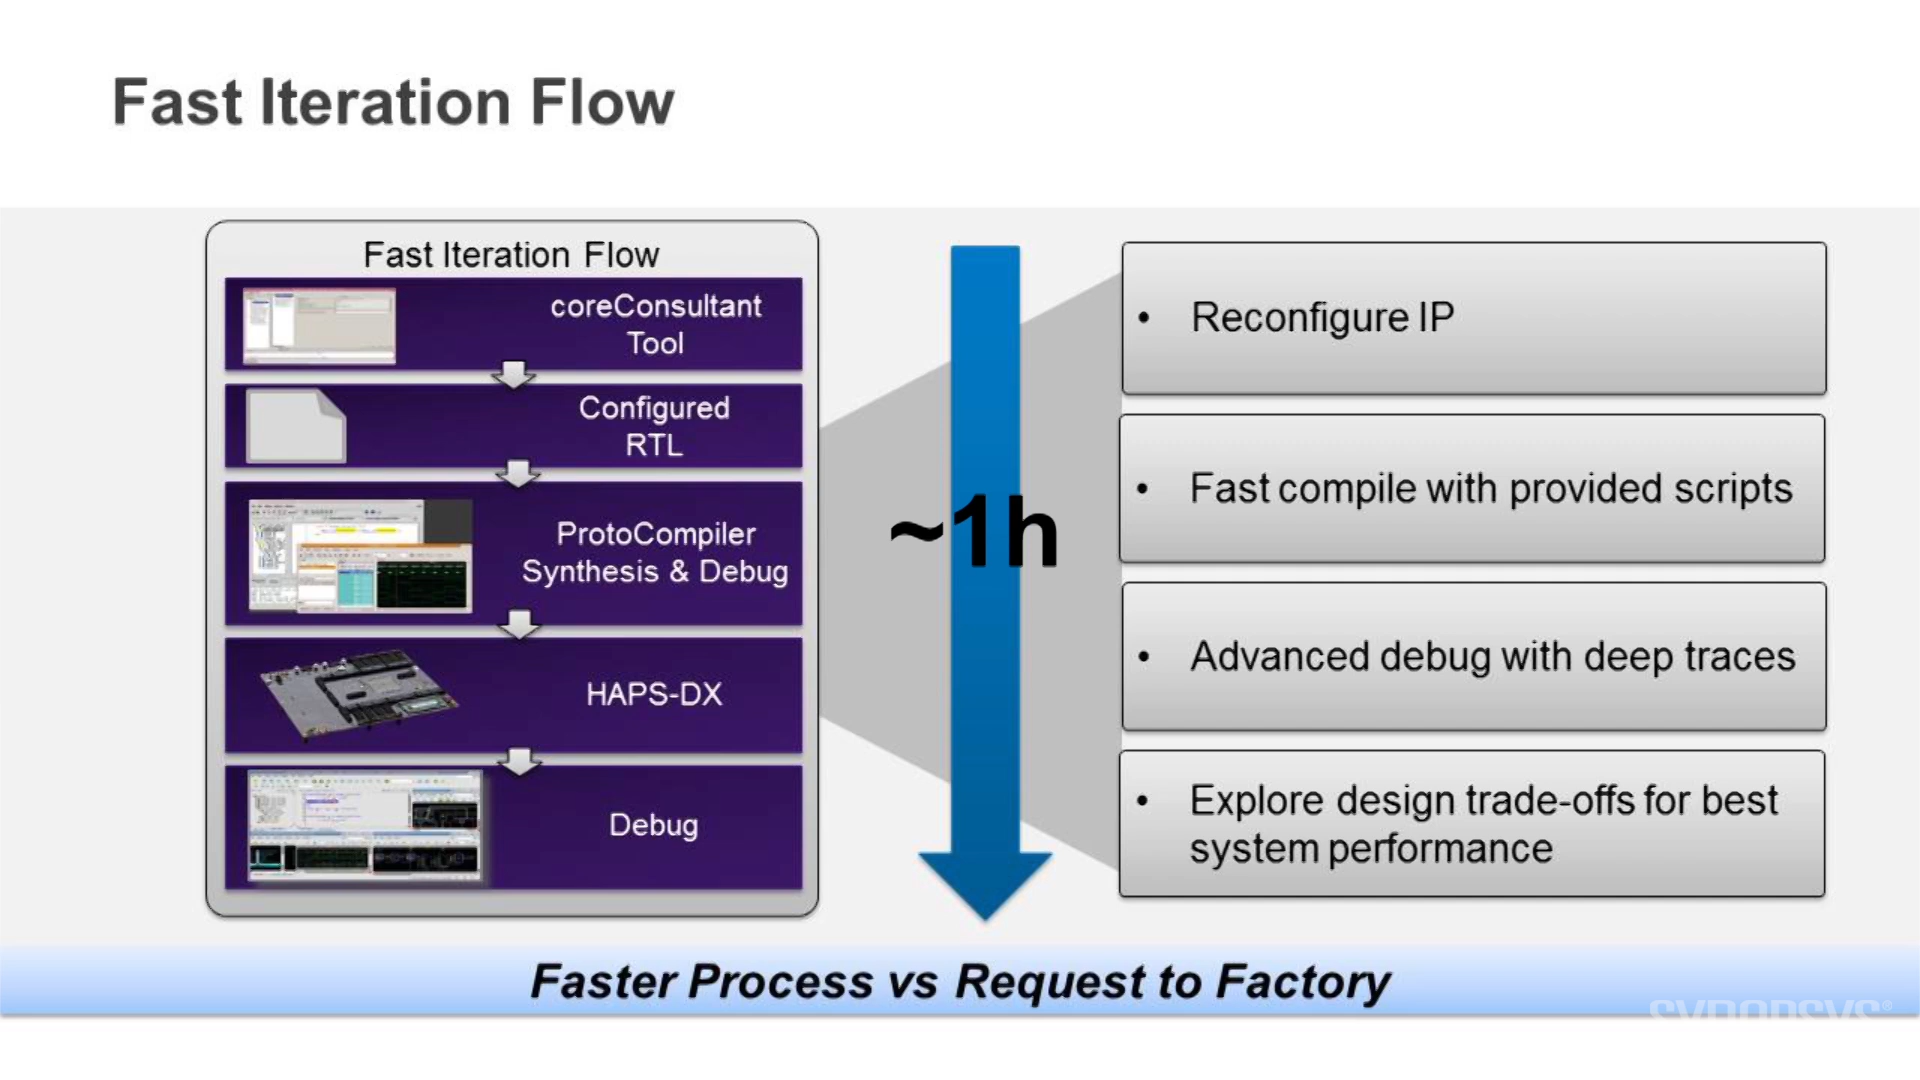 Fast Iteration Flow
Fast Iteration Flow
coreConsultant
Tool
Configured
RTL
ProtoCompiler
Synthesis & Debug
HAPS-DX
Debug
~1h
• Reconfigure IP
• Fast compile with provided scripts
• Advanced debug with deep traces
• Explore design trade-offs for best
system performance
Faster Process vs Request to Factory
SYNOPSYS®